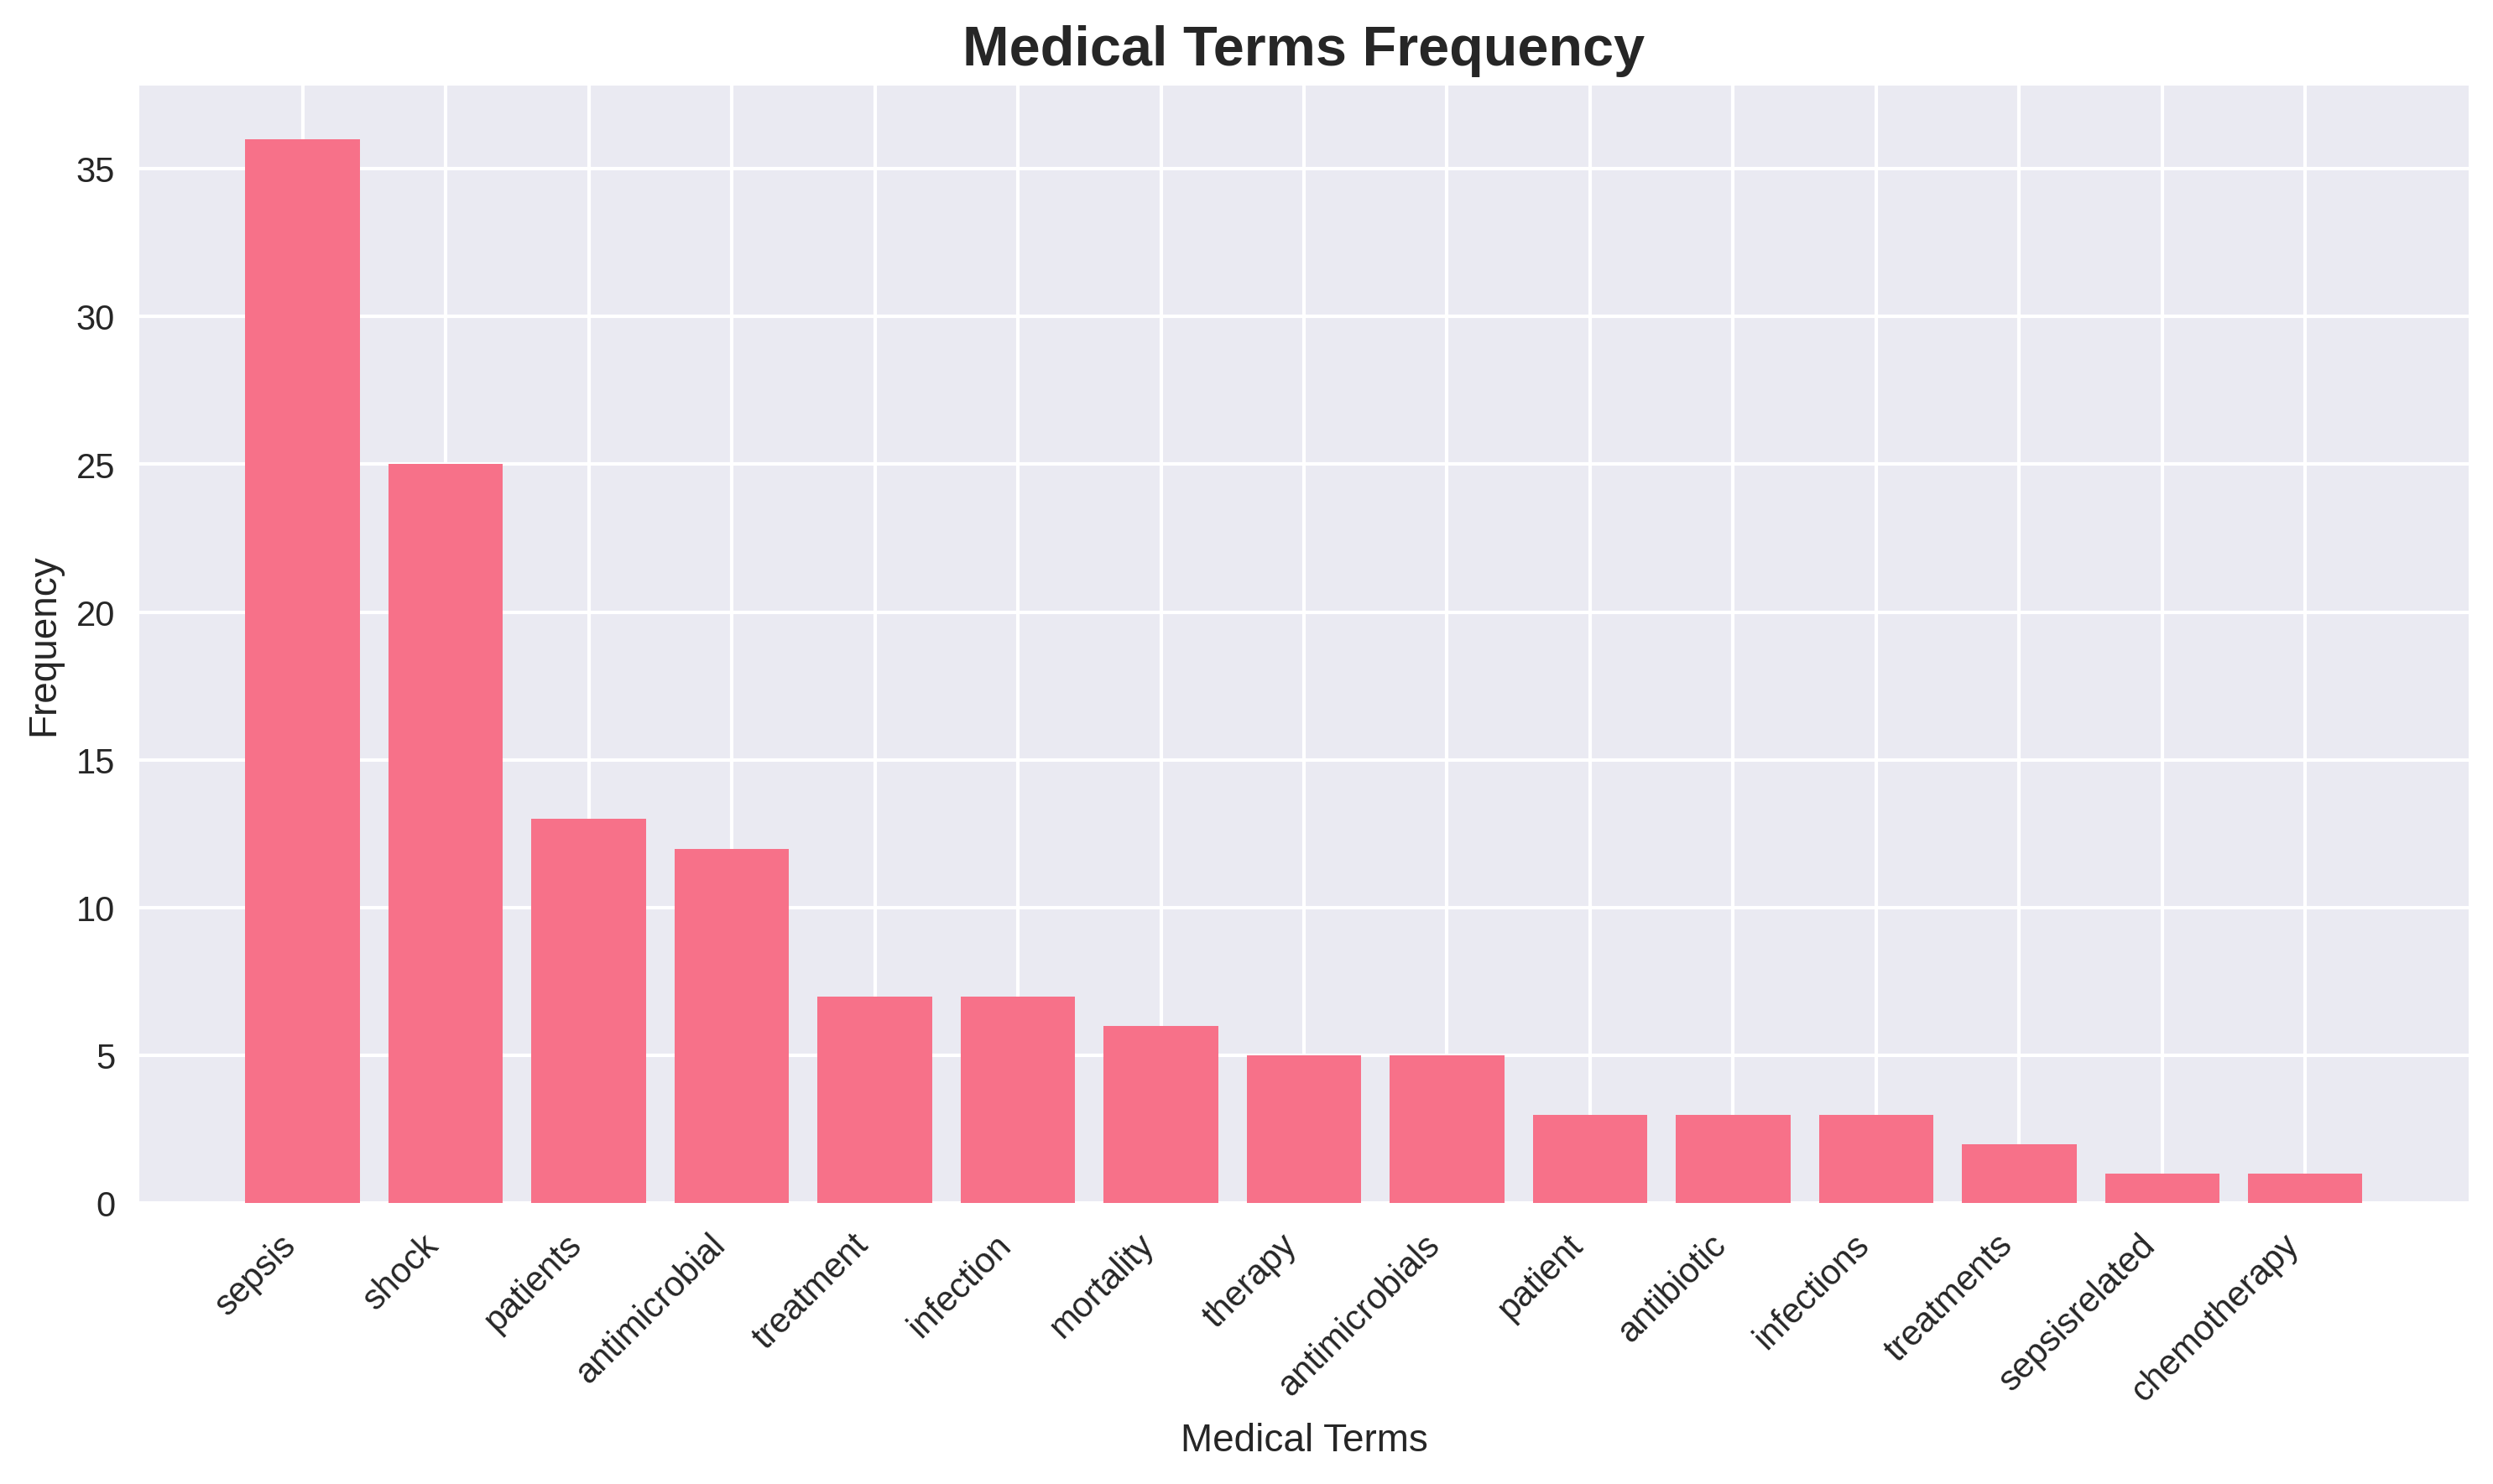 Medical Terms Frequency
Frequency
35
30
25
20
15
10
5
0
sepsis
shock
patients
antimicrobial
treatment
infection
mortality
therapy
antimicrobials
patient
antibiotic
infections
treatments
sepsisrelated
chemotherapy
Medical Terms